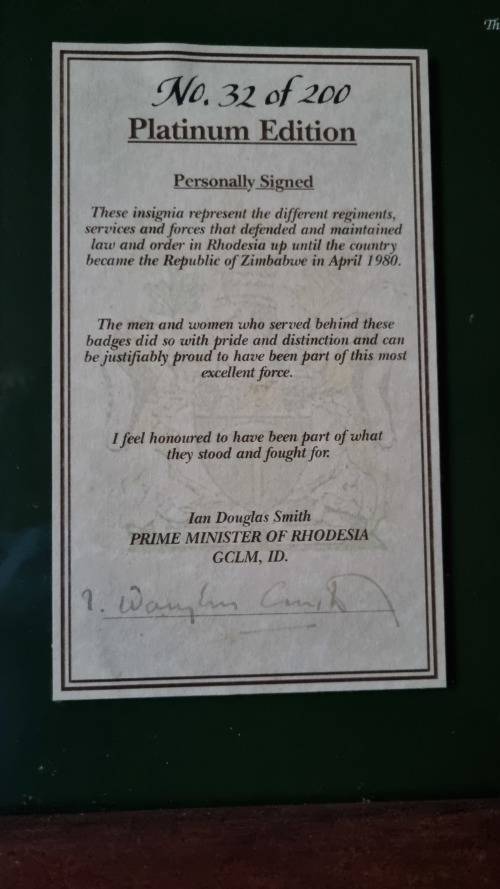 Th
No. 32 of 200
Platinum Edition
Personally Signed
These insignia represent the different regiments,
services and forces that defended and maintained
law and order in Rhodesia up until the country
became the Republic of Zimbabwe in April 1980.
The men and women who served behind these
badges did so with pride and distinction and can
be justifiably proud to have been part of this most
excellent force.
I feel honoured to have been part of what
they stood and fought for.
Ian Douglas Smith
PRIME MINISTER OF RHODESIA
GCLM, ID.
I. Douglas Smith